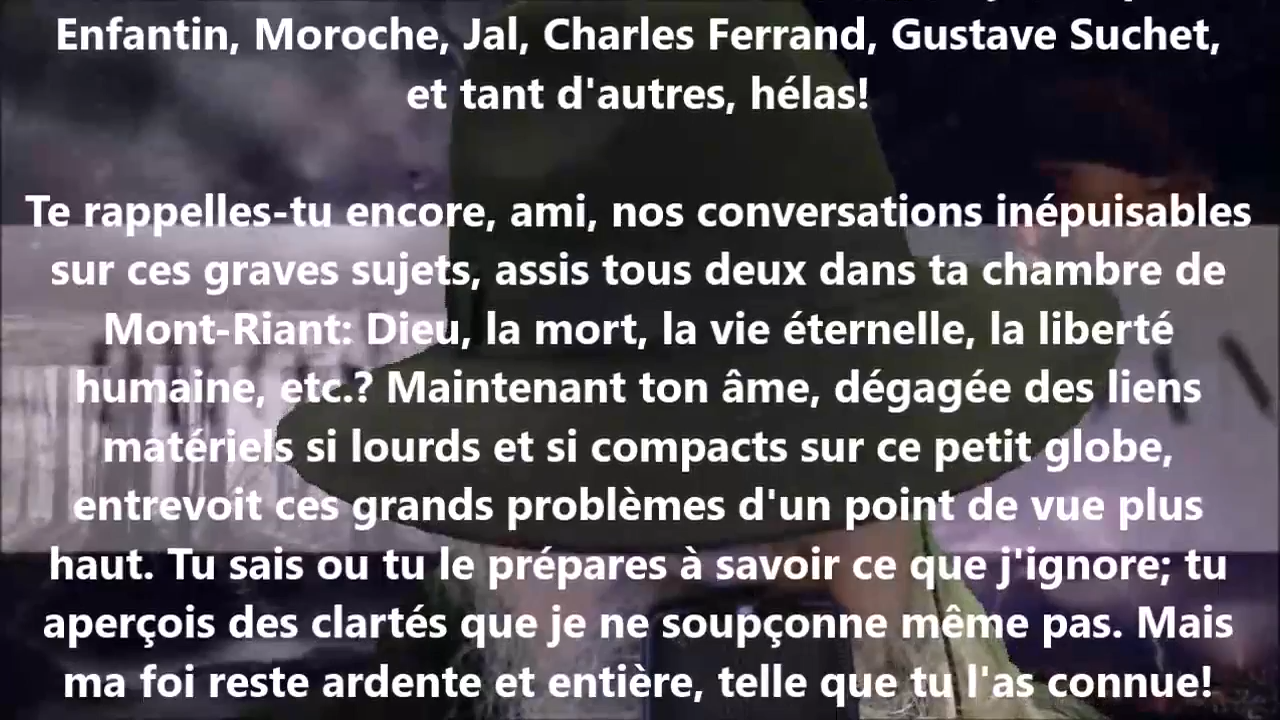 Enfantin, Moroche, Jal, Charles Ferrand, Gustave Suchet,
et tant d'autres, hélas!
Te rappelles-tu encore, ami, nos conversations inépuisables
sur ces graves sujets, assis tous deux dans ta chambre de
Mont-Riant: Dieu, la mort, la vie éternelle, la liberté
humaine, etc.? Maintenant ton âme, dégagée des liens
matériels si lourds et si compacts sur ce petit globe,
entrevoit ces grands problèmes d'un point de vue plus
haut. Tu sais ou tu le prépares à savoir ce que j'ignore; tu
aperçois des clartés que je ne soupçonne même pas. Mais
ma foi reste ardente et entière, telle que tu l'as connue!